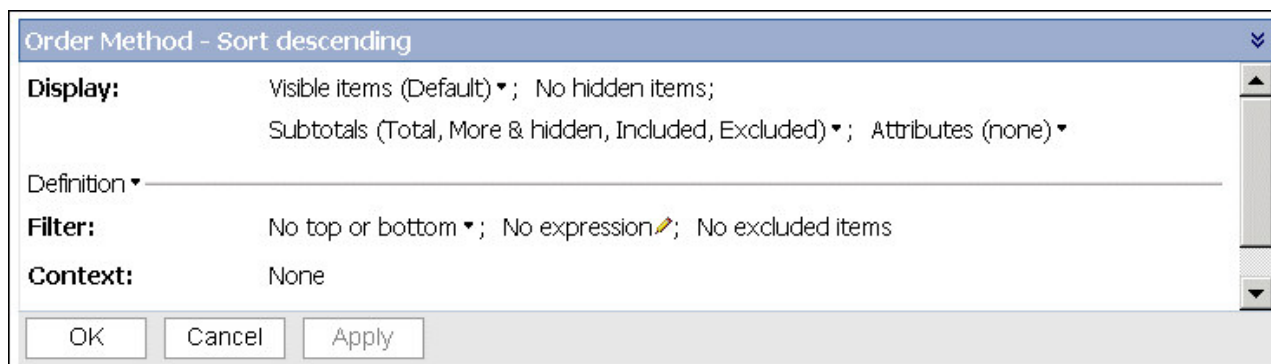 Order Method - Sort descending
Display: Visible items (Default) ; No hidden items;
Subtotals (Total, More & hidden, Included, Excluded) ; Attributes (none)
Definition
Filter: No top or bottom ; No expression ; No excluded items
Context: None
OK Cancel Apply